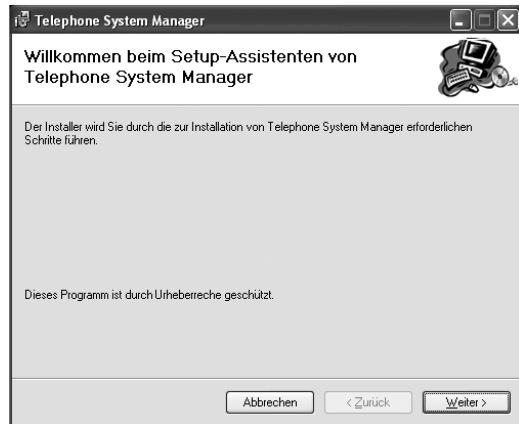 Telephone System Manager
Willkommen beim Setup-Assistenten von
Telephone System Manager
Der Installer wird Sie durch die zur Installation von Telephone System Manager erforderlichen
Schritte führen.
Dieses Programm ist durch Urheberreche geschützt.
Abbrechen
< Zurück
Weiter >